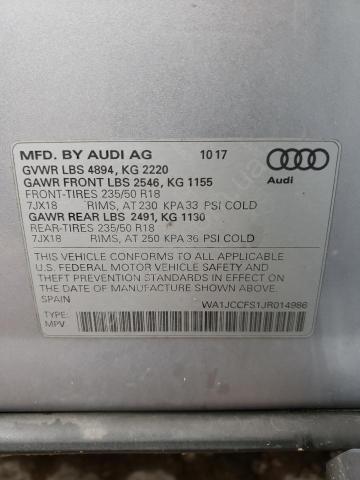 MFD. BY AUDI AG 10 17
GVWR LBS 4894, KG 2220
GAWR FRONT LBS 2546, KG 1155
FRONT-TIRES 235/50 R18
7JX18 RIMS, AT 230 KPA 33 PSI COLD
GAWR REAR LBS 2491, KG 1130
REAR-TIRES 235/50 R18
7JX18 RIMS, AT 250 KPA 36 PSI COLD
Audi
THIS VEHICLE CONFORMS TO ALL APPLICABLE
U.S. FEDERAL MOTOR VEHICLE SAFETY AND
THEFT PREVENTION STANDARDS IN EFFECT ON
THE DATE OF MANUFACTURE SHOWN ABOVE.
SPAIN
WA1JCCFS1JR014986
TYPE:
MPV